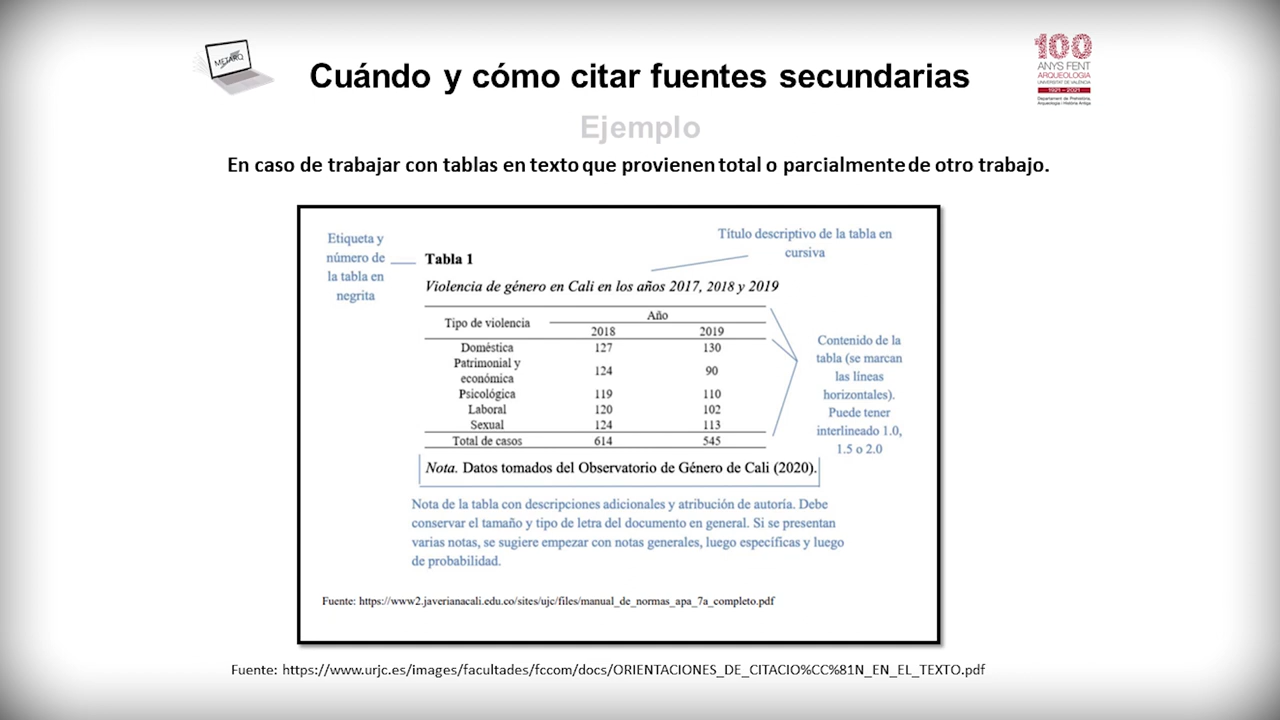 METARQ
Cuándo y cómo citar fuentes secundarias
100
ANYS FENT
ARQUEOLOGIA
UNIVERSITAT DE VALÈNCIA
1921 - 2021
Departament de Prehistòria,
Arqueologia i Història Antiga
Ejemplo
En caso de trabajar con tablas en texto que provienen total o parcialmente de otro trabajo.
Etiqueta y
número de
la tabla en
negrita
Título descriptivo de la tabla en
cursiva
Tabla 1
Violencia de género en Cali en los años 2017, 2018 y 2019
Tipo de violencia Año
2018 2019
Doméstica 127 130
Patrimonial y
económica 124 90
Psicológica 119 110
Laboral 120 102
Sexual 124 113
Total de casos 614 545
Contenido de la
tabla (se marcan
las líneas
horizontales).
Puede tener
interlineado 1.0,
1.5 o 2.0
Nota. Datos tomados del Observatorio de Género de Cali (2020).
Nota de la tabla con descripciones adicionales y atribución de autoría. Debe
conservar el tamaño y tipo de letra del documento en general. Si se presentan
varias notas, se sugiere empezar con notas generales, luego específicas y luego
de probabilidad.
Fuente: https://www2.javerianacali.edu.co/sites/ujc/files/manual_de_normas_apa_7a_completo.pdf
Fuente: https://www.urjc.es/images/facultades/fccom/docs/ORIENTACIONES_DE_CITACIO%CC%81N_EN_EL_TEXTO.pdf